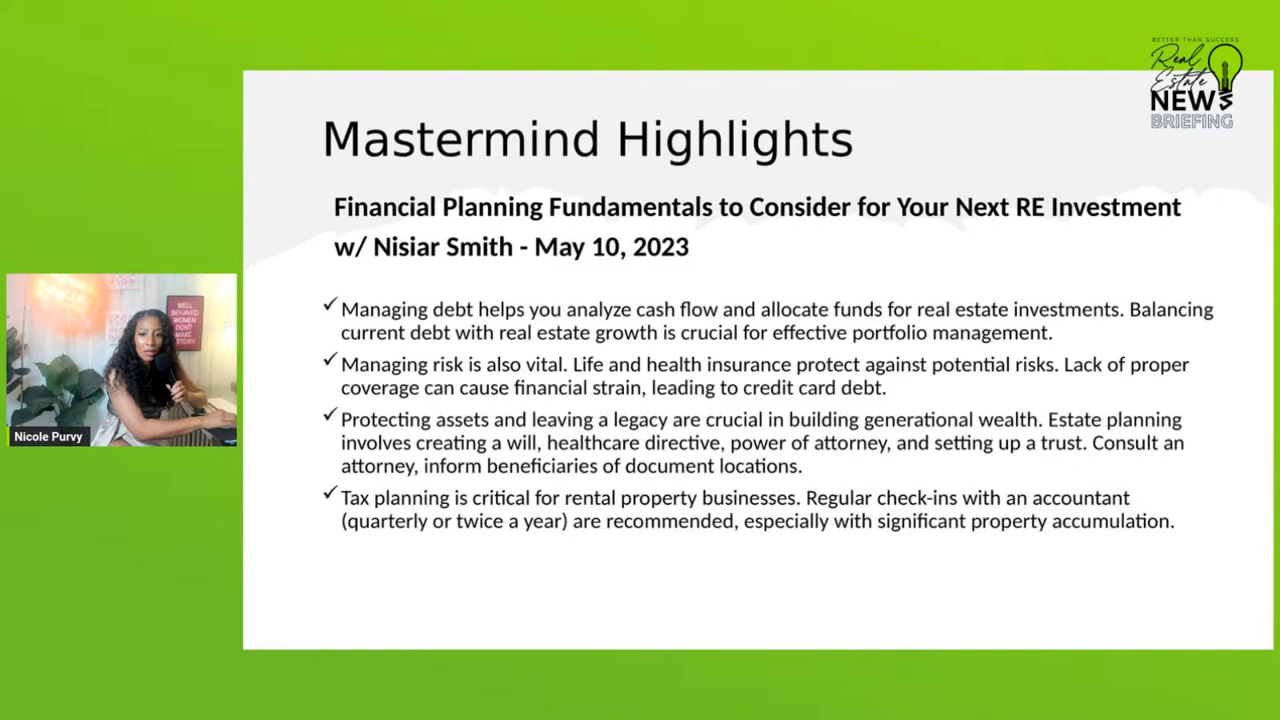 BETTER THAN SUCCESS
Real
Estate
NEWS
BRIEFING
Mastermind Highlights
Financial Planning Fundamentals to Consider for Your Next RE Investment
w/ Nisiar Smith - May 10, 2023
Managing debt helps you analyze cash flow and allocate funds for real estate investments. Balancing
current debt with real estate growth is crucial for effective portfolio management.
Managing risk is also vital. Life and health insurance protect against potential risks. Lack of proper
coverage can cause financial strain, leading to credit card debt.
Protecting assets and leaving a legacy are crucial in building generational wealth. Estate planning
involves creating a will, healthcare directive, power of attorney, and setting up a trust. Consult an
attorney, inform beneficiaries of document locations.
Tax planning is critical for rental property businesses. Regular check-ins with an accountant
(quarterly or twice a year) are recommended, especially with significant property accumulation.
WELL
BEHAVED
WOMEN
DON'T
MAKE
HISTORY
Nicole Purvy